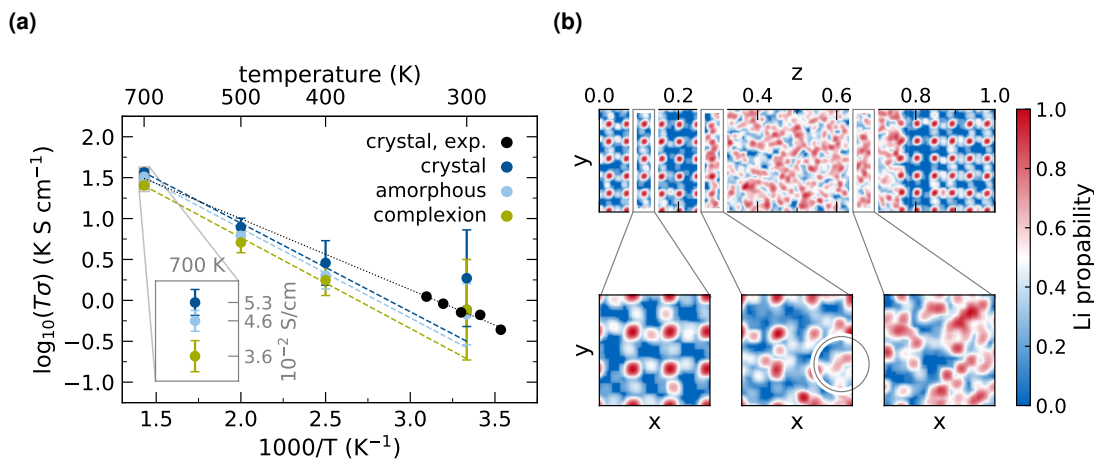 (a)
temperature (K)
700 500 400 300
2.0
1.5
1.0
0.5
0.0
−0.5
−1.0
log10(Tσ) (K S cm−1)
crystal, exp.
crystal
amorphous
complexion
700 K
5.3
4.6
3.6
10−2 S/cm
1.5 2.0 2.5 3.0 3.5
1000/T (K−1)
(b)
z
0.0 0.2 0.4 0.6 0.8 1.0
y
y
x x x
1.0
0.8
0.6
0.4
0.2
0.0
Li propability